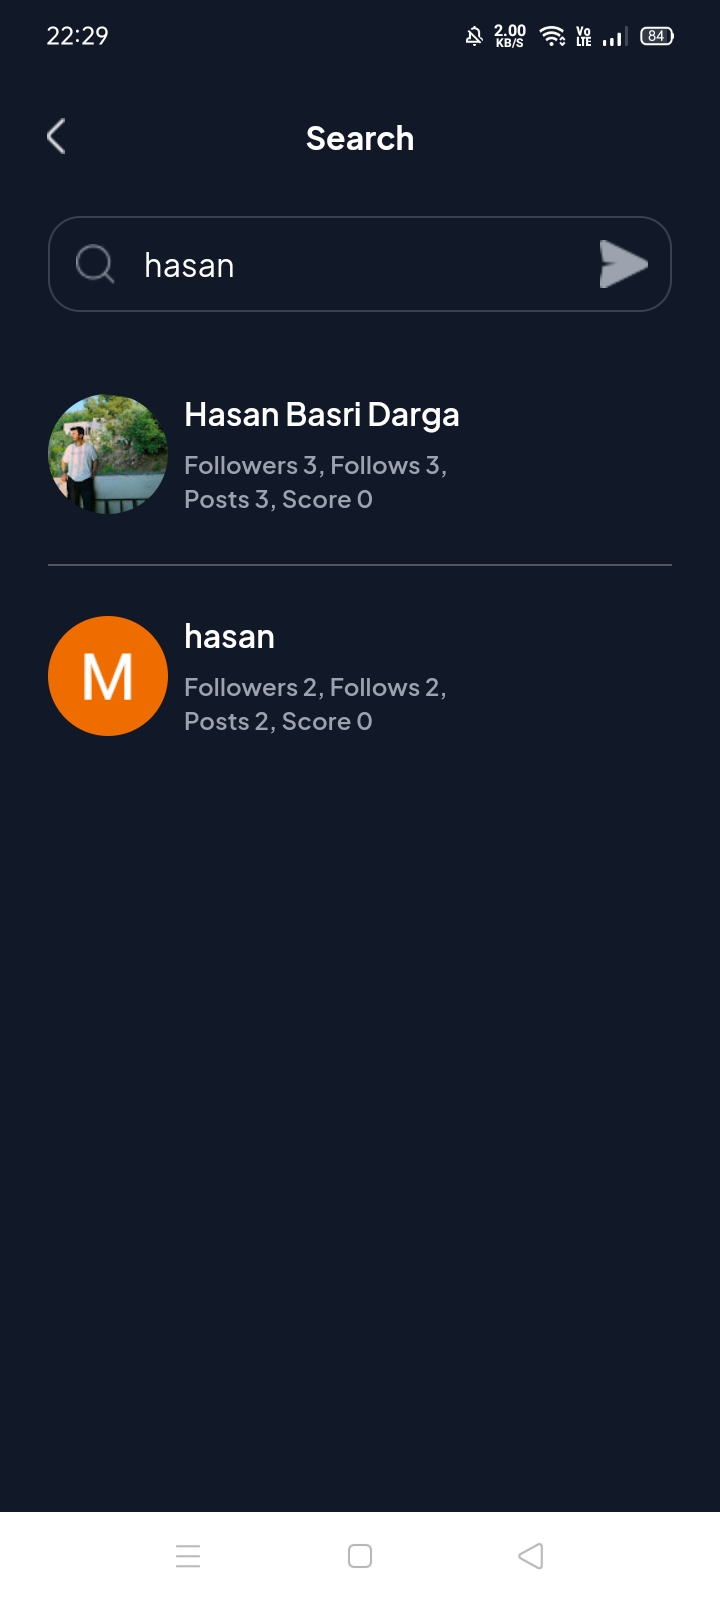 22:29
2.00
KB/S
Vo
LTE
84
Search
hasan
Hasan Basri Darga
Followers 3, Follows 3,
Posts 3, Score 0
M
hasan
Followers 2, Follows 2,
Posts 2, Score 0